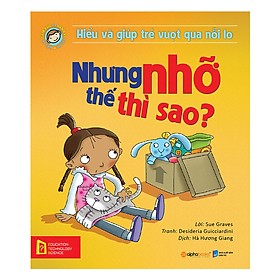 Hiểu và giúp trẻ vượt qua nỗi lo
Nhưng nhỡ
thế thì sao?
Lời: Sue Graves
Tranh: Desideria Guicciardini
Dịch: Hà Hương Giang
EDUCATION
TECHNOLOGY
SCIENCE
alphabooks